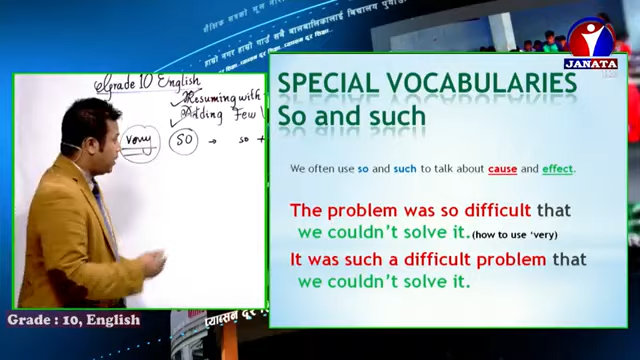 JANATA
Grade 10 English
Resuming with
Adding Few
very
SO → so +
Grade : 10, English
SPECIAL VOCABULARIES
So and such
We often use so and such to talk about cause and effect.
The problem was so difficult that
we couldn't solve it.(how to use 'very)
It was such a difficult problem that
we couldn't solve it.